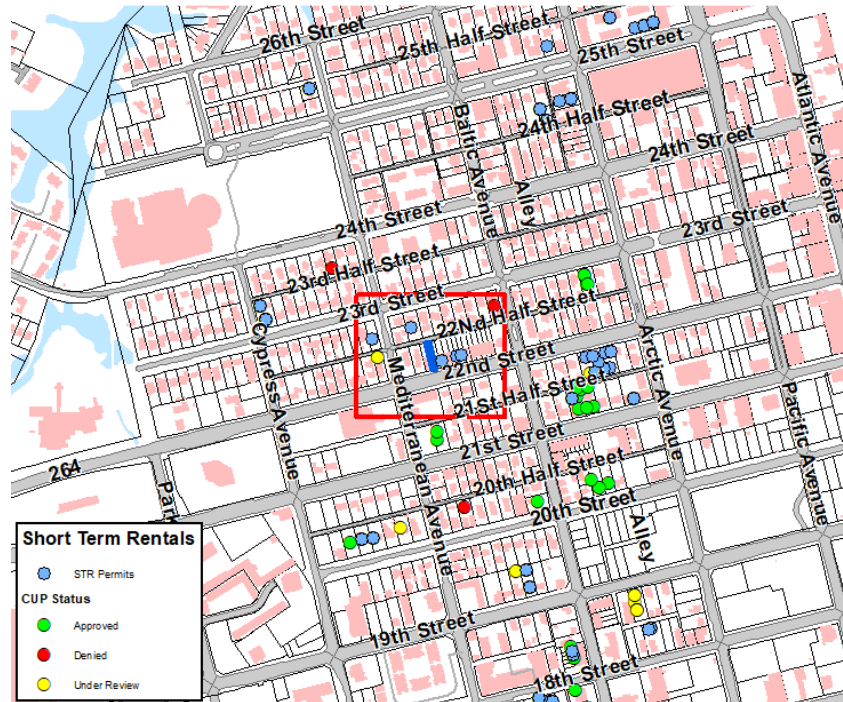 26th Street
25th Half Street
25th Street
Atlantic Avenue
Baltic Avenue
24th Half Street
24th Street
Alley
23rd Street
24th Street
23rd Half Street
23rd Street
22Nd Half Street
Cypress Avenue
Mediterranean Avenue
22nd Street
Arctic Avenue
21St Half Street
Pacific Avenue
21st Street
264
20th Half Street
Park
20th Street
Alley
19th Street
18th Street
Short Term Rentals
STR Permits
CUP Status
Approved
Denied
Under Review